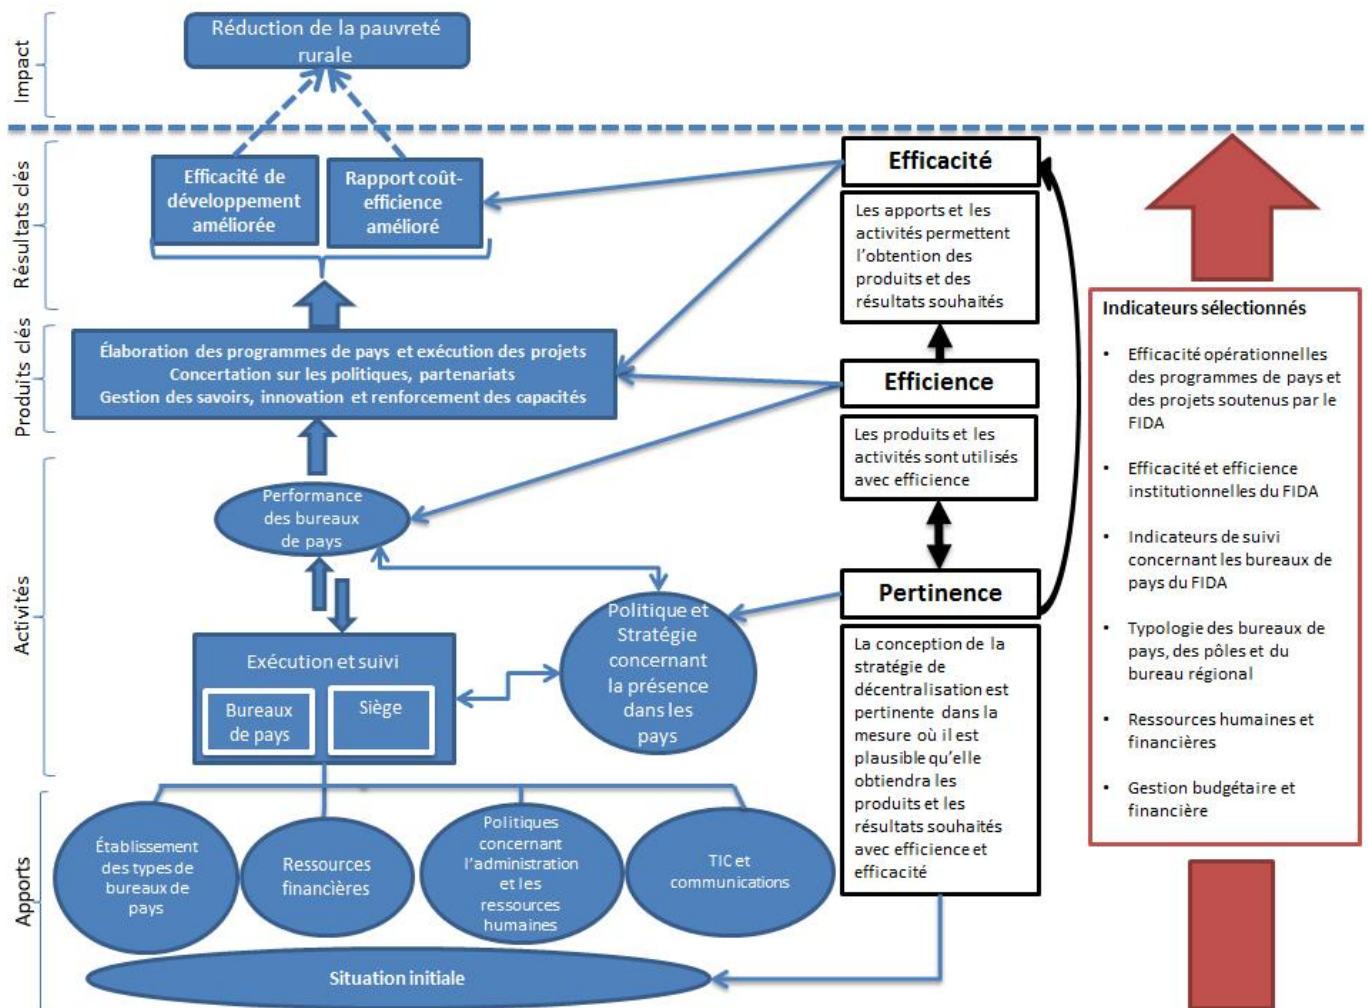 Impact
Réduction de la pauvreté
rurale
Résultats clés
Efficacité de
développement
améliorée
Rapport coût-
efficience
amélioré
Produits clés
Élaboration des programmes de pays et exécution des projets
Concertation sur les politiques, partenariats
Gestion des savoirs, innovation et renforcement des capacités
Activités
Performance
des bureaux
de pays
Exécution et suivi
Bureaux
de pays
Siège
Politique et
Stratégie
concernant
la présence
dans les
pays
Apports
Établissement
des types de
bureaux de
pays
Ressources
financières
Politiques
concernant
l'administration
et les
ressources
humaines
TIC et
communications
Situation initiale
Efficacité
Les apports et les
activités permettent
l'obtention des
produits et des
résultats souhaités
Efficience
Les produits et les
activités sont utilisés
avec efficience
Pertinence
La conception de la
stratégie de
décentralisation est
pertinente dans la
mesure où il est
plausible qu'elle
obtiendra les
produits et les
résultats souhaités
avec efficience et
efficacité
Indicateurs sélectionnés
• Efficacité opérationnelles
des programmes de pays et
des projets soutenus par le
FIDA
• Efficacité et efficience
institutionnelles du FIDA
• Indicateurs de suivi
concernant les bureaux de
pays du FIDA
• Typologie des bureaux de
pays, des pôles et du
bureau régional
• Ressources humaines et
financières
• Gestion budgétaire et
financière